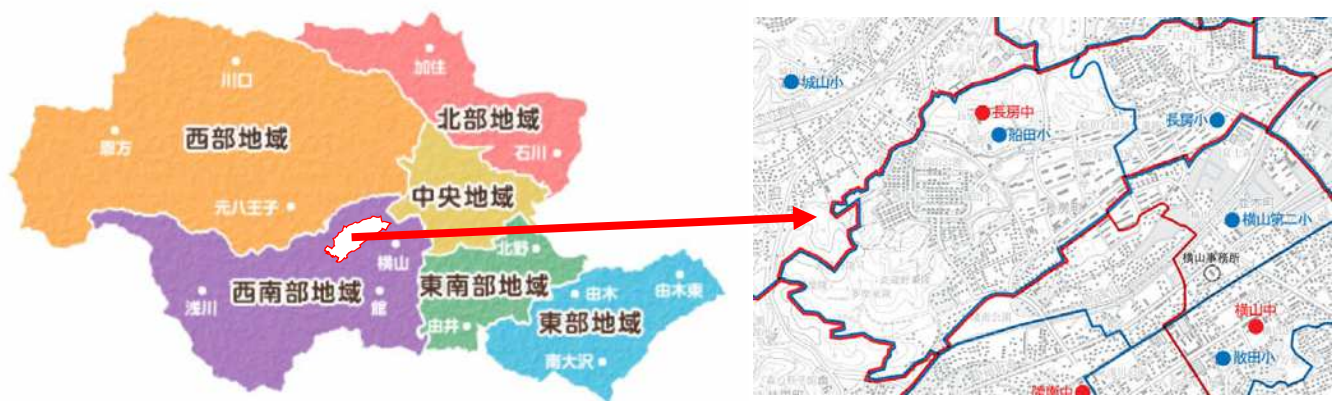 加住
川口
北部地域
西部地域
恩方
石川
中央地域
元八王子
北野
横山
西南部地域
東南部地域
浅川
館
由木
由木東
由井
東部地域
南大沢
城山小
長房中
船田小
長房小
横山第二小
横山事務所
横山中
散田小
陵南中